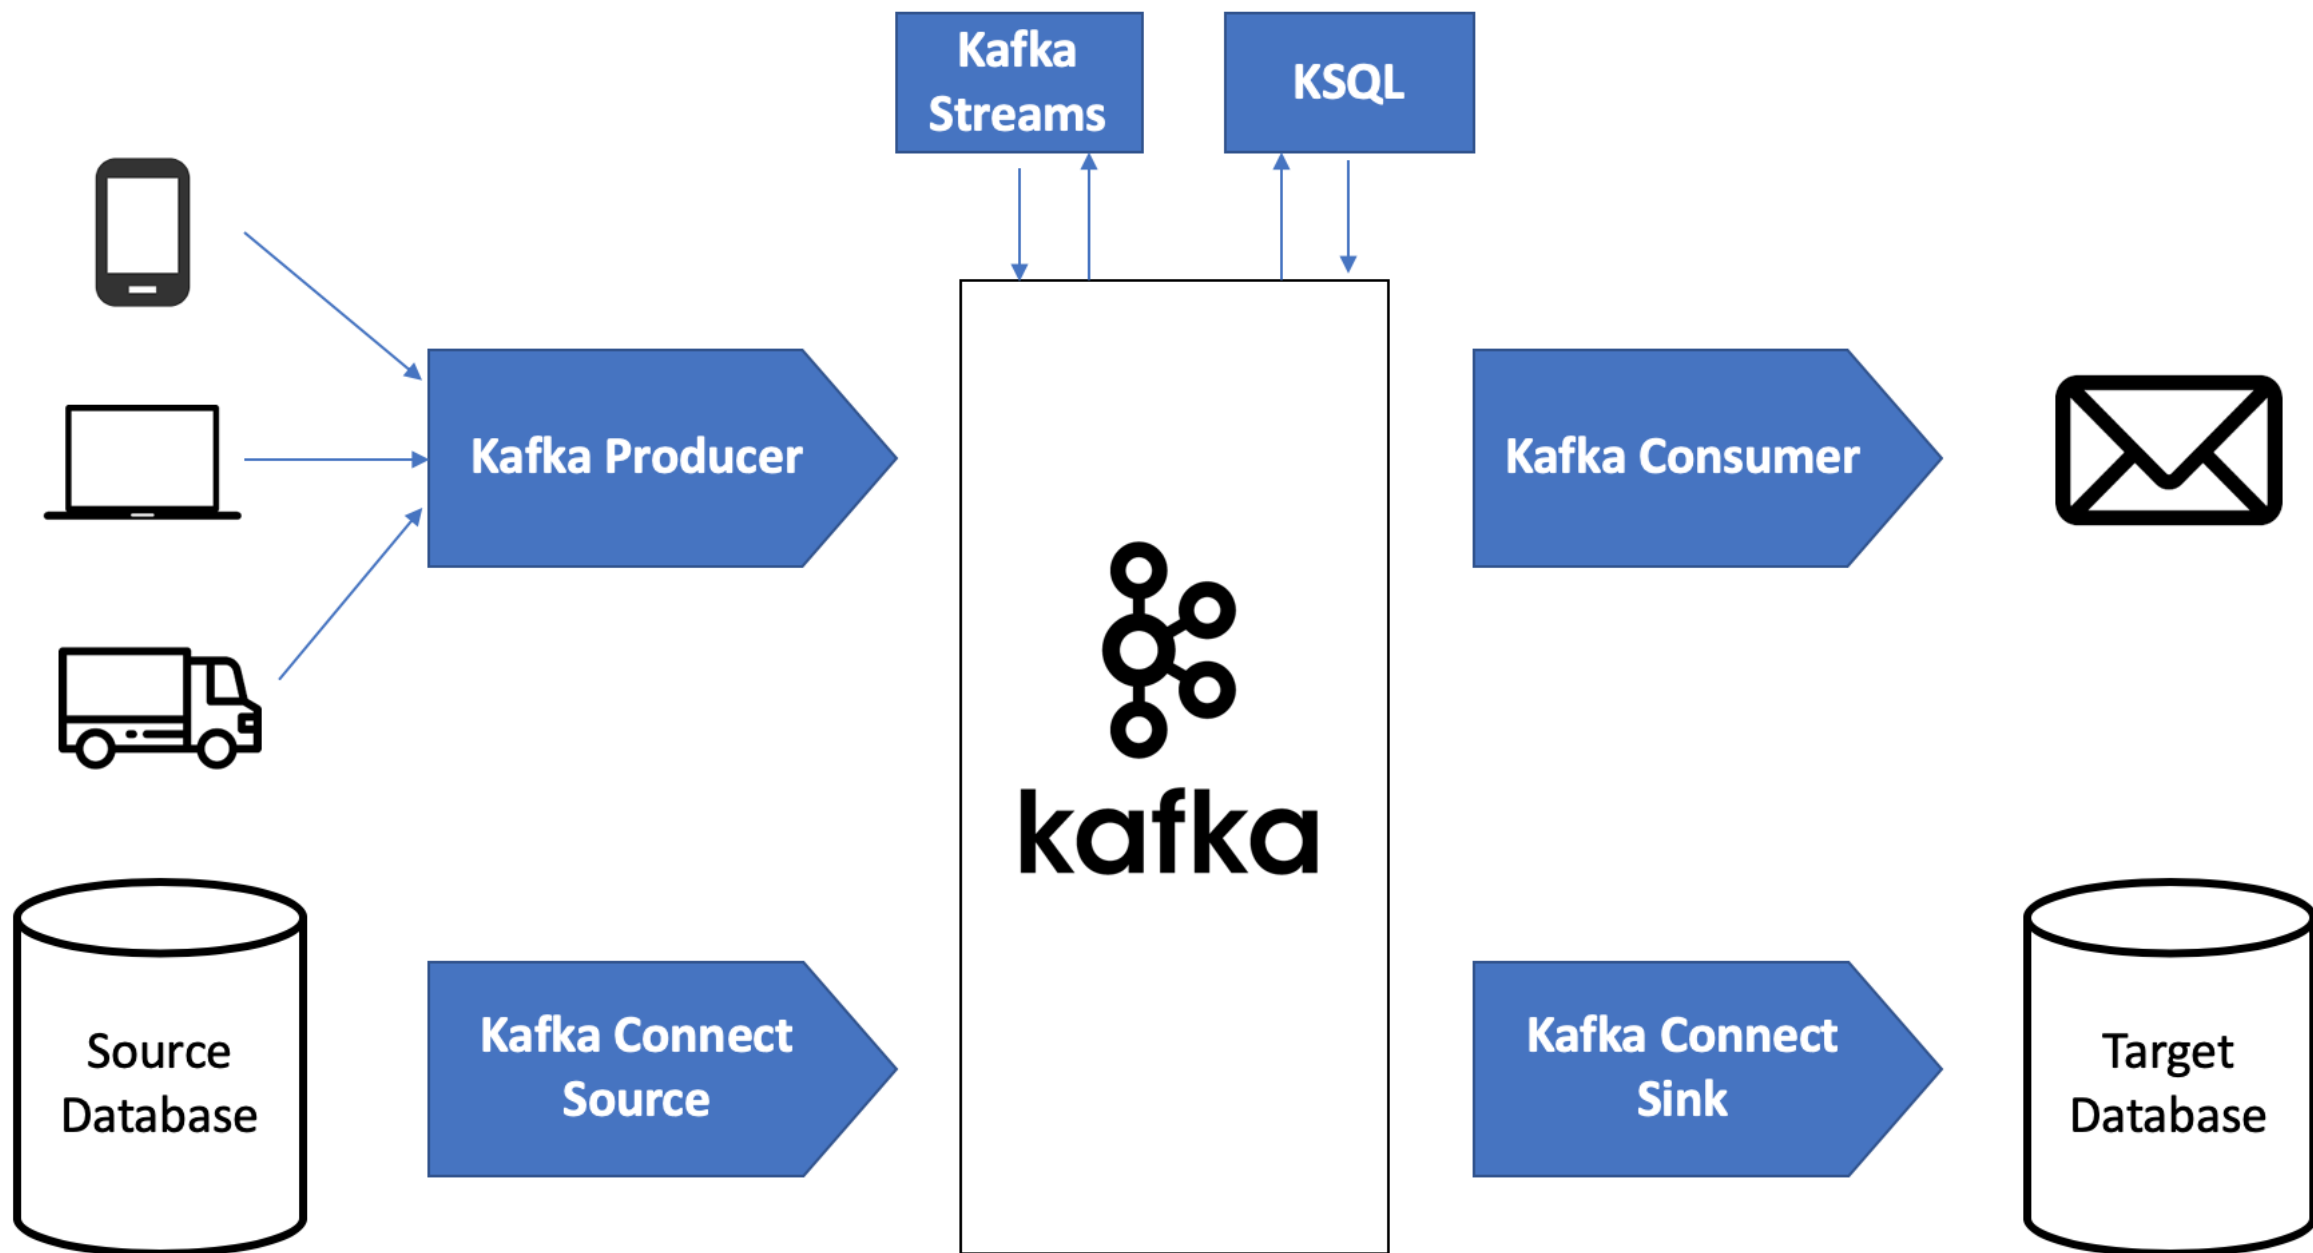 Kafka
Streams
KSQL
Kafka Producer
Kafka Consumer
kafka
Source
Database
Kafka Connect
Source
Kafka Connect
Sink
Target
Database